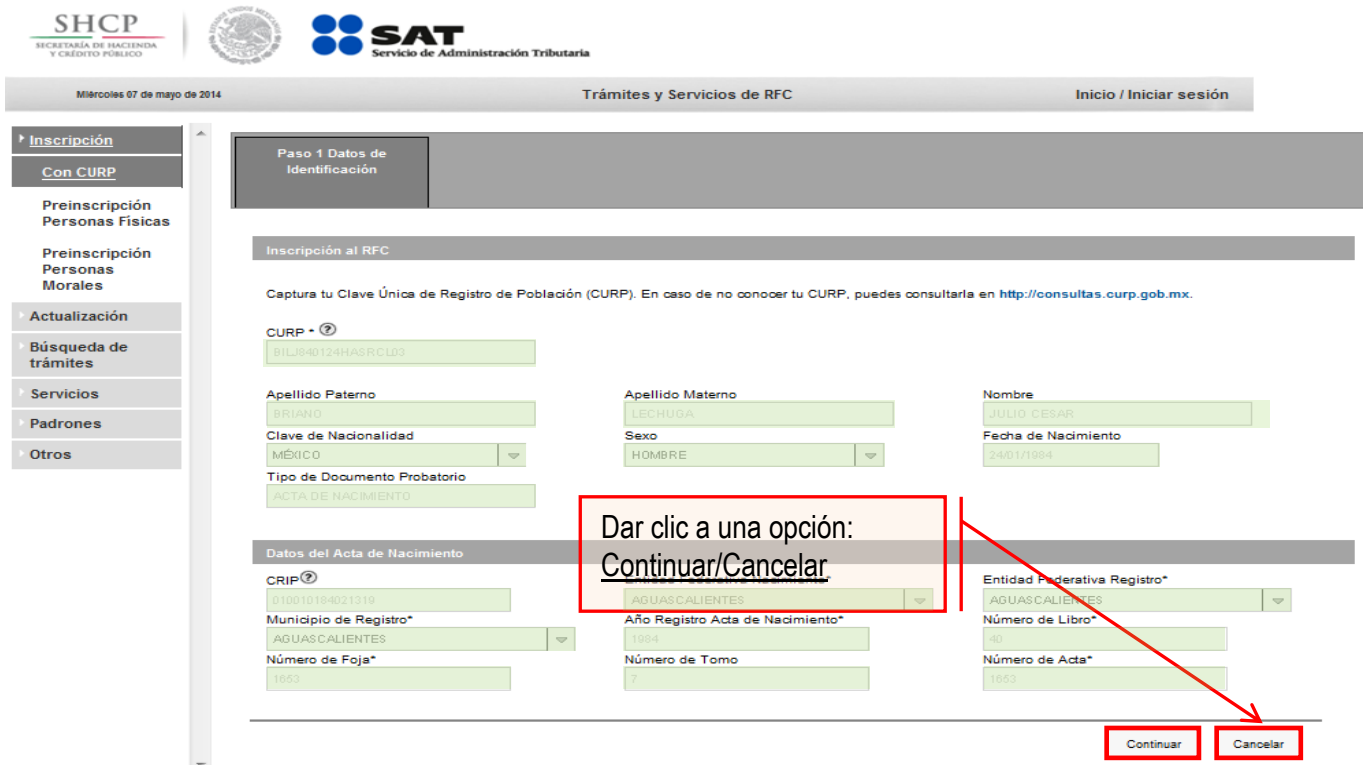 SHCP
SECRETARÍA DE HACIENDA
Y CRÉDITO PÚBLICO
SAT
Servicio de Administración Tributaria
Miércoles 07 de mayo de 2014
Trámites y Servicios de RFC
Inicio / Iniciar sesión
Inscripción
Con CURP
Preinscripción
Personas Físicas
Preinscripción
Personas
Morales
Actualización
Búsqueda de
trámites
Servicios
Padrones
Otros
Paso 1 Datos de
Identificación
Inscripción al RFC
Captura tu Clave Única de Registro de Población (CURP). En caso de no conocer tu CURP, puedes consultarla en http://consultas.curp.gob.mx.
CURP *
BILJ840124HASRCL03
Apellido Paterno Apellido Materno Nombre
BRIANO LECHUGA JULIO CESAR
Clave de Nacionalidad Sexo Fecha de Nacimiento
MÉXICO HOMBRE 24/01/1984
Tipo de Documento Probatorio
ACTA DE NACIMIENTO
Dar clic a una opción:
Continuar/Cancelar
Datos del Acta de Nacimiento
CRIP Entidad Federativa Nacimiento* Entidad Federativa Registro*
010010184021319 AGUASCALIENTES AGUASCALIENTES
Municipio de Registro* Año Registro Acta de Nacimiento* Número de Libro*
AGUASCALIENTES 1984 40
Número de Foja* Número de Tomo Número de Acta*
1653 7 1653
Continuar Cancelar